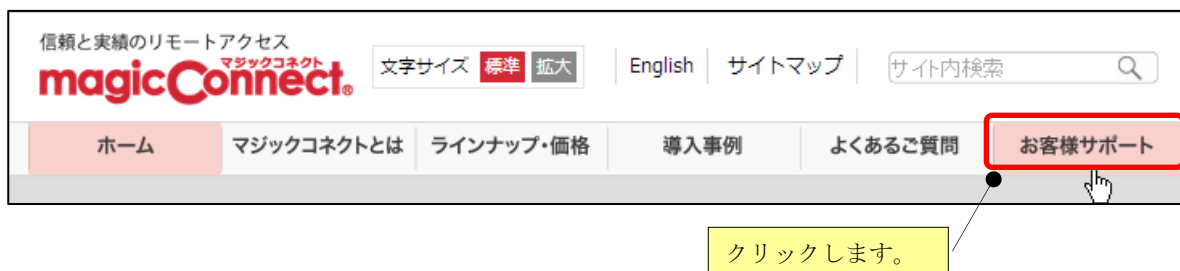 信頼と実績のリモートアクセス
マジックコネクト
magicConnect®
文字サイズ 標準 拡大 English サイトマップ サイト内検索
ホーム マジックコネクトとは ラインナップ・価格 導入事例 よくあるご質問 お客様サポート
クリックします。